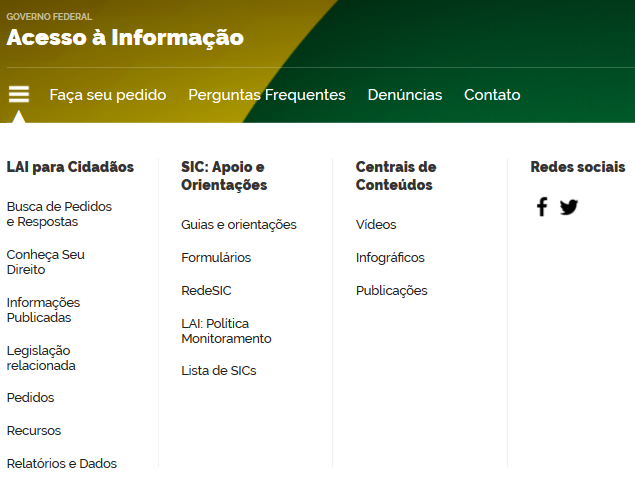 GOVERNO FEDERAL
Acesso à Informação
Faça seu pedido Perguntas Frequentes Denúncias Contato
LAI para Cidadãos
Busca de Pedidos
e Respostas
Conheça Seu
Direito
Informações
Publicadas
Legislação
relacionada
Pedidos
Recursos
Relatórios e Dados
SIC: Apoio e
Orientações
Guias e orientações
Formulários
RedeSIC
LAI: Política
Monitoramento
Lista de SICs
Centrais de
Conteúdos
Vídeos
Infográficos
Publicações
Redes sociais